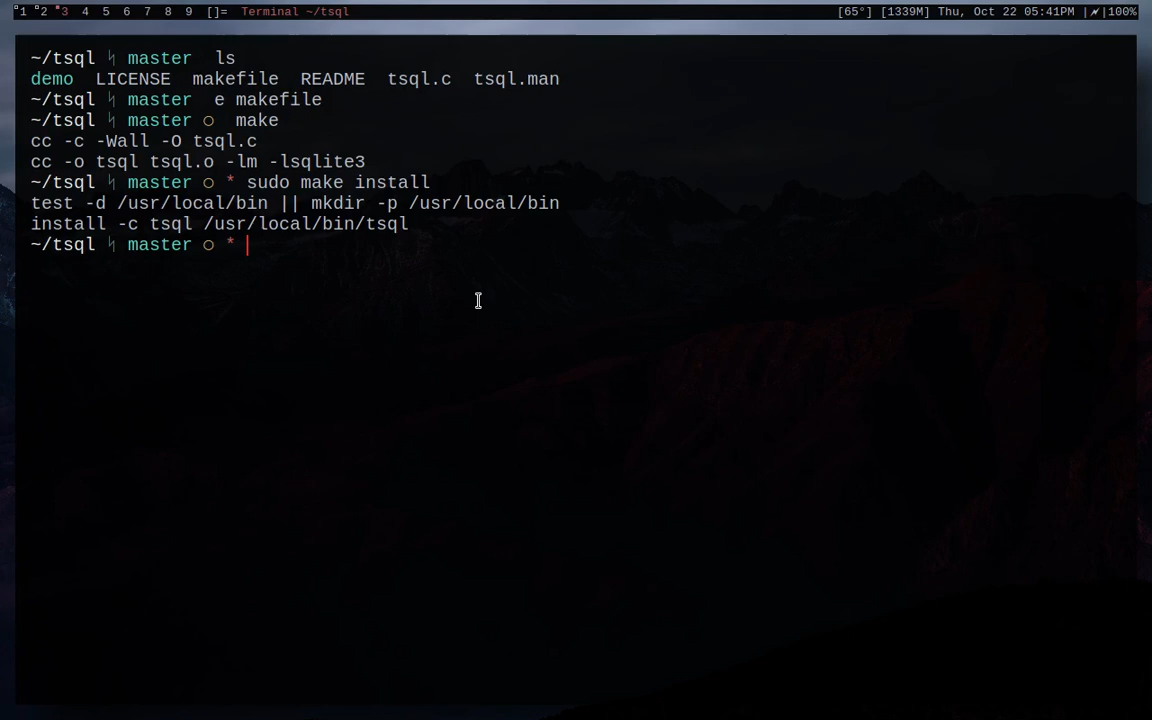 1 2 3 4 5 6 7 8 9 []= Terminal ~/tsql [65°] [1339M] Thu, Oct 22 05:41PM |⚡|100%
~/tsql ᛋ master ls
demo LICENSE makefile README tsql.c tsql.man
~/tsql ᛋ master e makefile
~/tsql ᛋ master ○ make
cc -c -Wall -O tsql.c
cc -o tsql tsql.o -lm -lsqlite3
~/tsql ᛋ master ○ * sudo make install
test -d /usr/local/bin || mkdir -p /usr/local/bin
install -c tsql /usr/local/bin/tsql
~/tsql ᛋ master ○ *